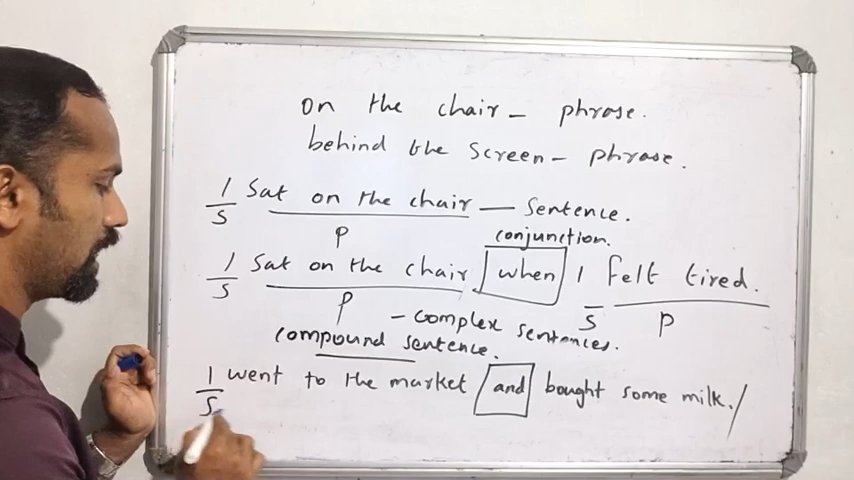 on the chair - phrase.
behind the screen - phrase.
I sat on the chair - sentence.
S P
conjunction.
I sat on the chair / when I felt tired.
S P S P
- complex sentences.
compound sentence.
I went to the market / and bought some milk. /
S